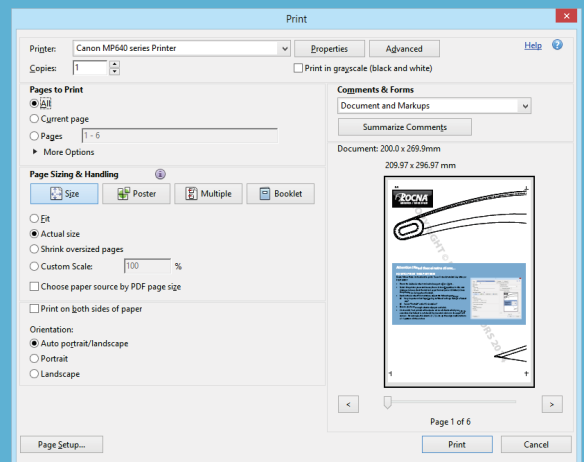 Print
Printer: Canon MP640 series Printer Properties Advanced Help
Copies: 1 Print in grayscale (black and white)
Pages to Print
All
Current page
Pages 1 - 6
More Options
Comments & Forms
Document and Markups
Summarize Comments
Page Sizing & Handling
Size Poster Multiple Booklet
Fit
Actual size
Shrink oversized pages
Custom Scale: 100 %
Choose paper source by PDF page size
Print on both sides of paper
Orientation:
Auto portrait/landscape
Portrait
Landscape
Document: 200.0 x 269.9mm
209.97 x 296.97 mm
ROCNA
< >
Page 1 of 6
Page Setup... Print Cancel